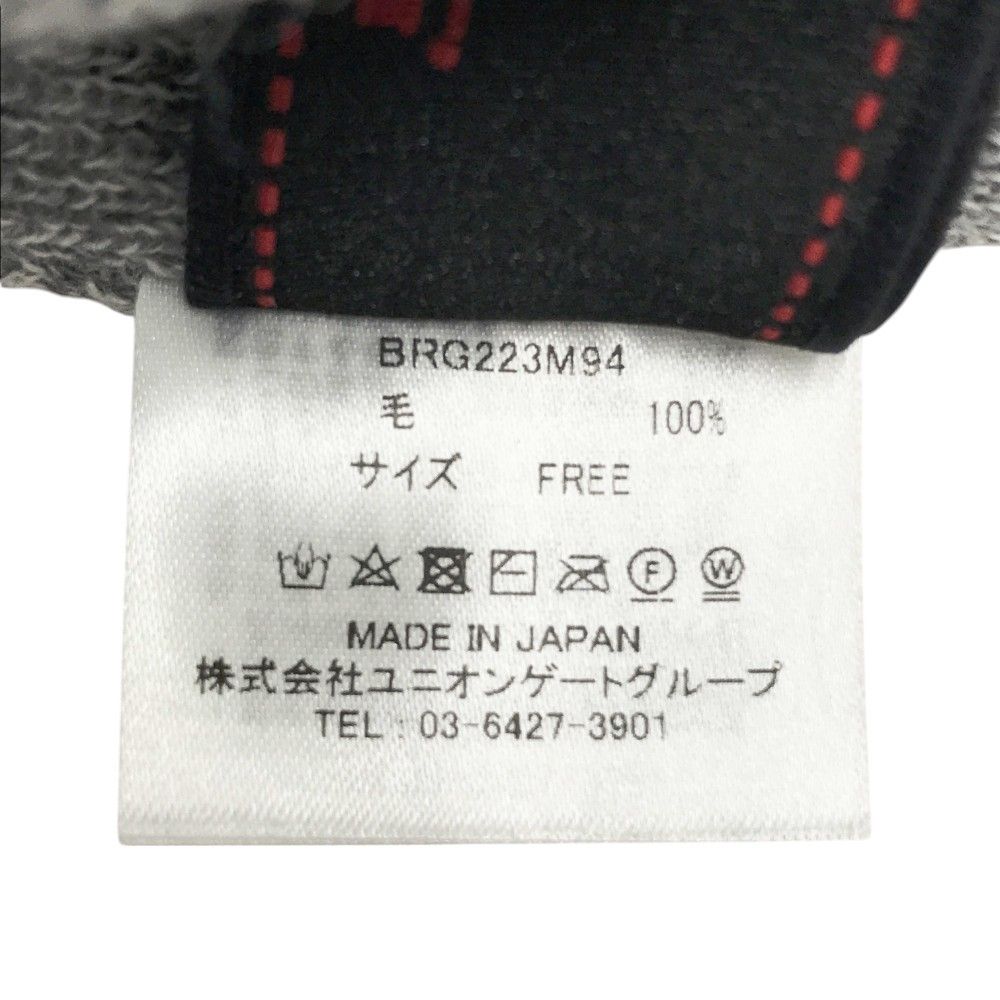 BRG223M94
毛 100%
サイズ FREE
F W
MADE IN JAPAN
株式会社ユニオンゲートグループ
TEL : 03-6427-3901